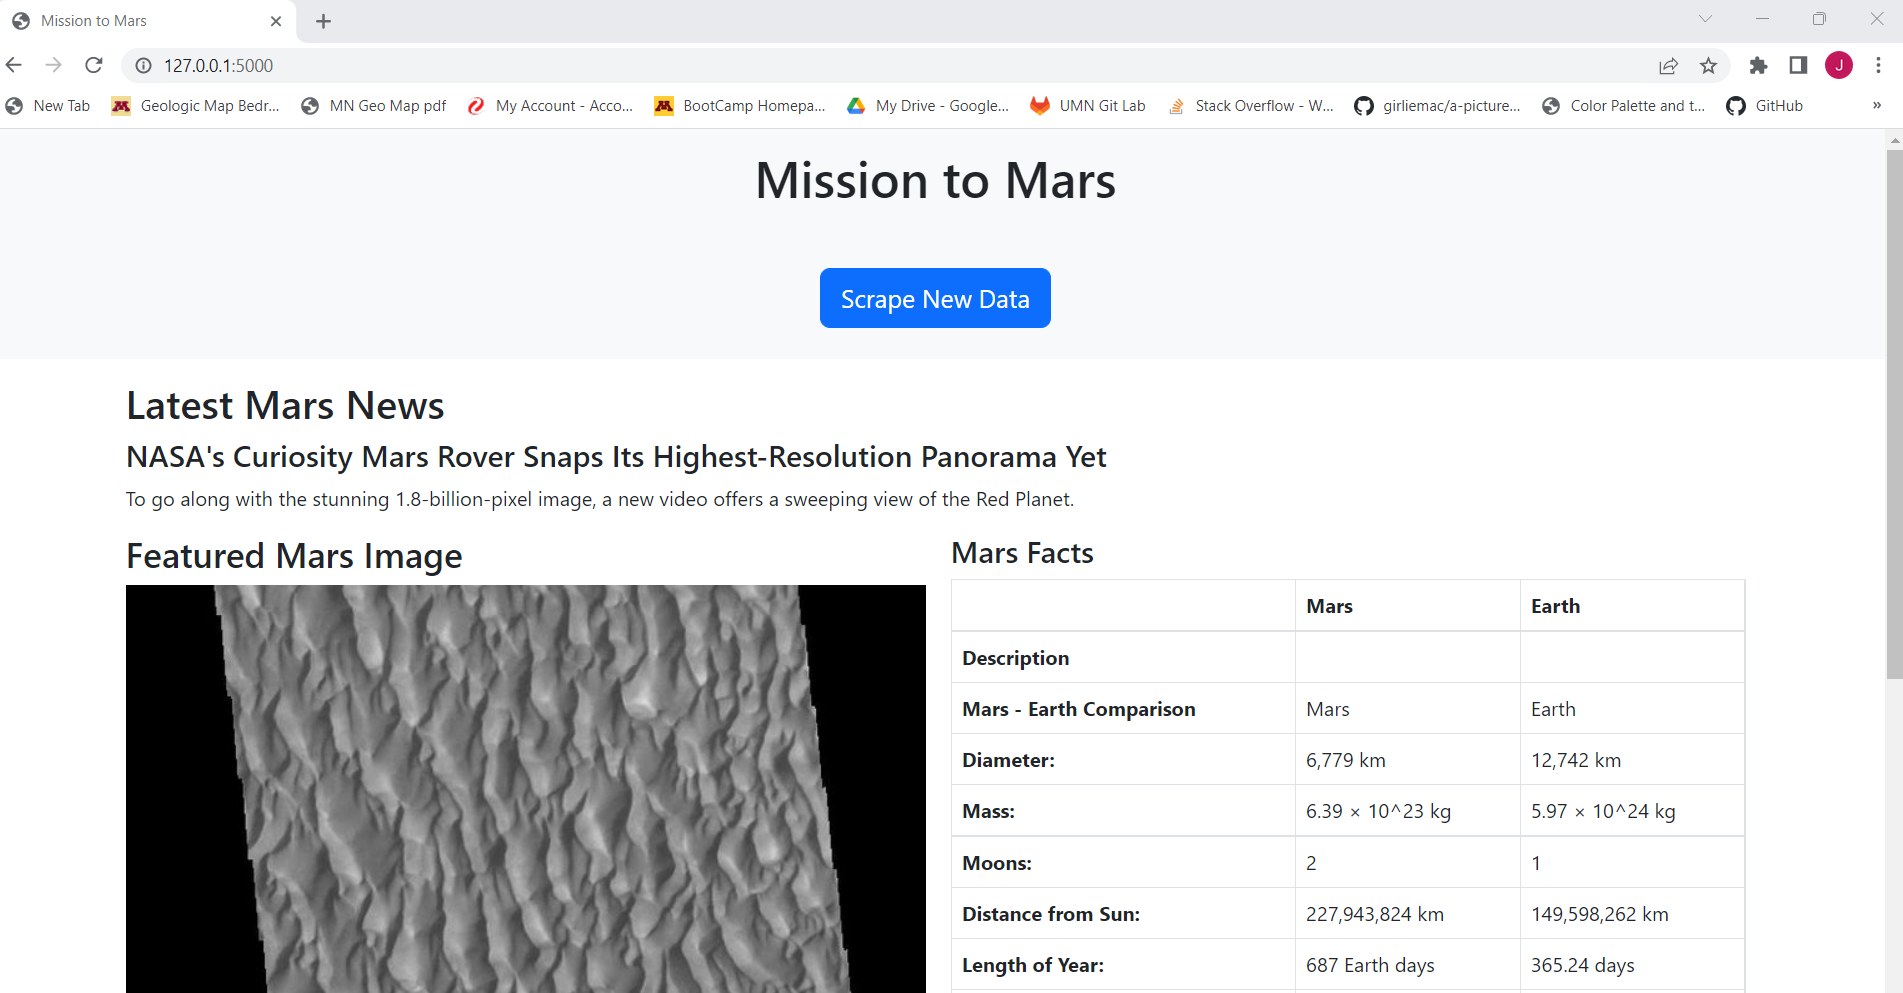 Mission to Mars
127.0.0.1:5000
J
New Tab
Geologic Map Bedr...
MN Geo Map pdf
My Account - Acco...
BootCamp Homepa...
My Drive - Google...
UMN Git Lab
Stack Overflow - W...
girliemac/a-picture...
Color Palette and t...
GitHub
»
Mission to Mars
Scrape New Data
Latest Mars News
NASA's Curiosity Mars Rover Snaps Its Highest-Resolution Panorama Yet
To go along with the stunning 1.8-billion-pixel image, a new video offers a sweeping view of the Red Planet.
Featured Mars Image
Mars Facts
Mars Earth
Description
Mars - Earth Comparison Mars Earth
Diameter: 6,779 km 12,742 km
Mass: 6.39 × 10^23 kg 5.97 × 10^24 kg
Moons: 2 1
Distance from Sun: 227,943,824 km 149,598,262 km
Length of Year: 687 Earth days 365.24 days